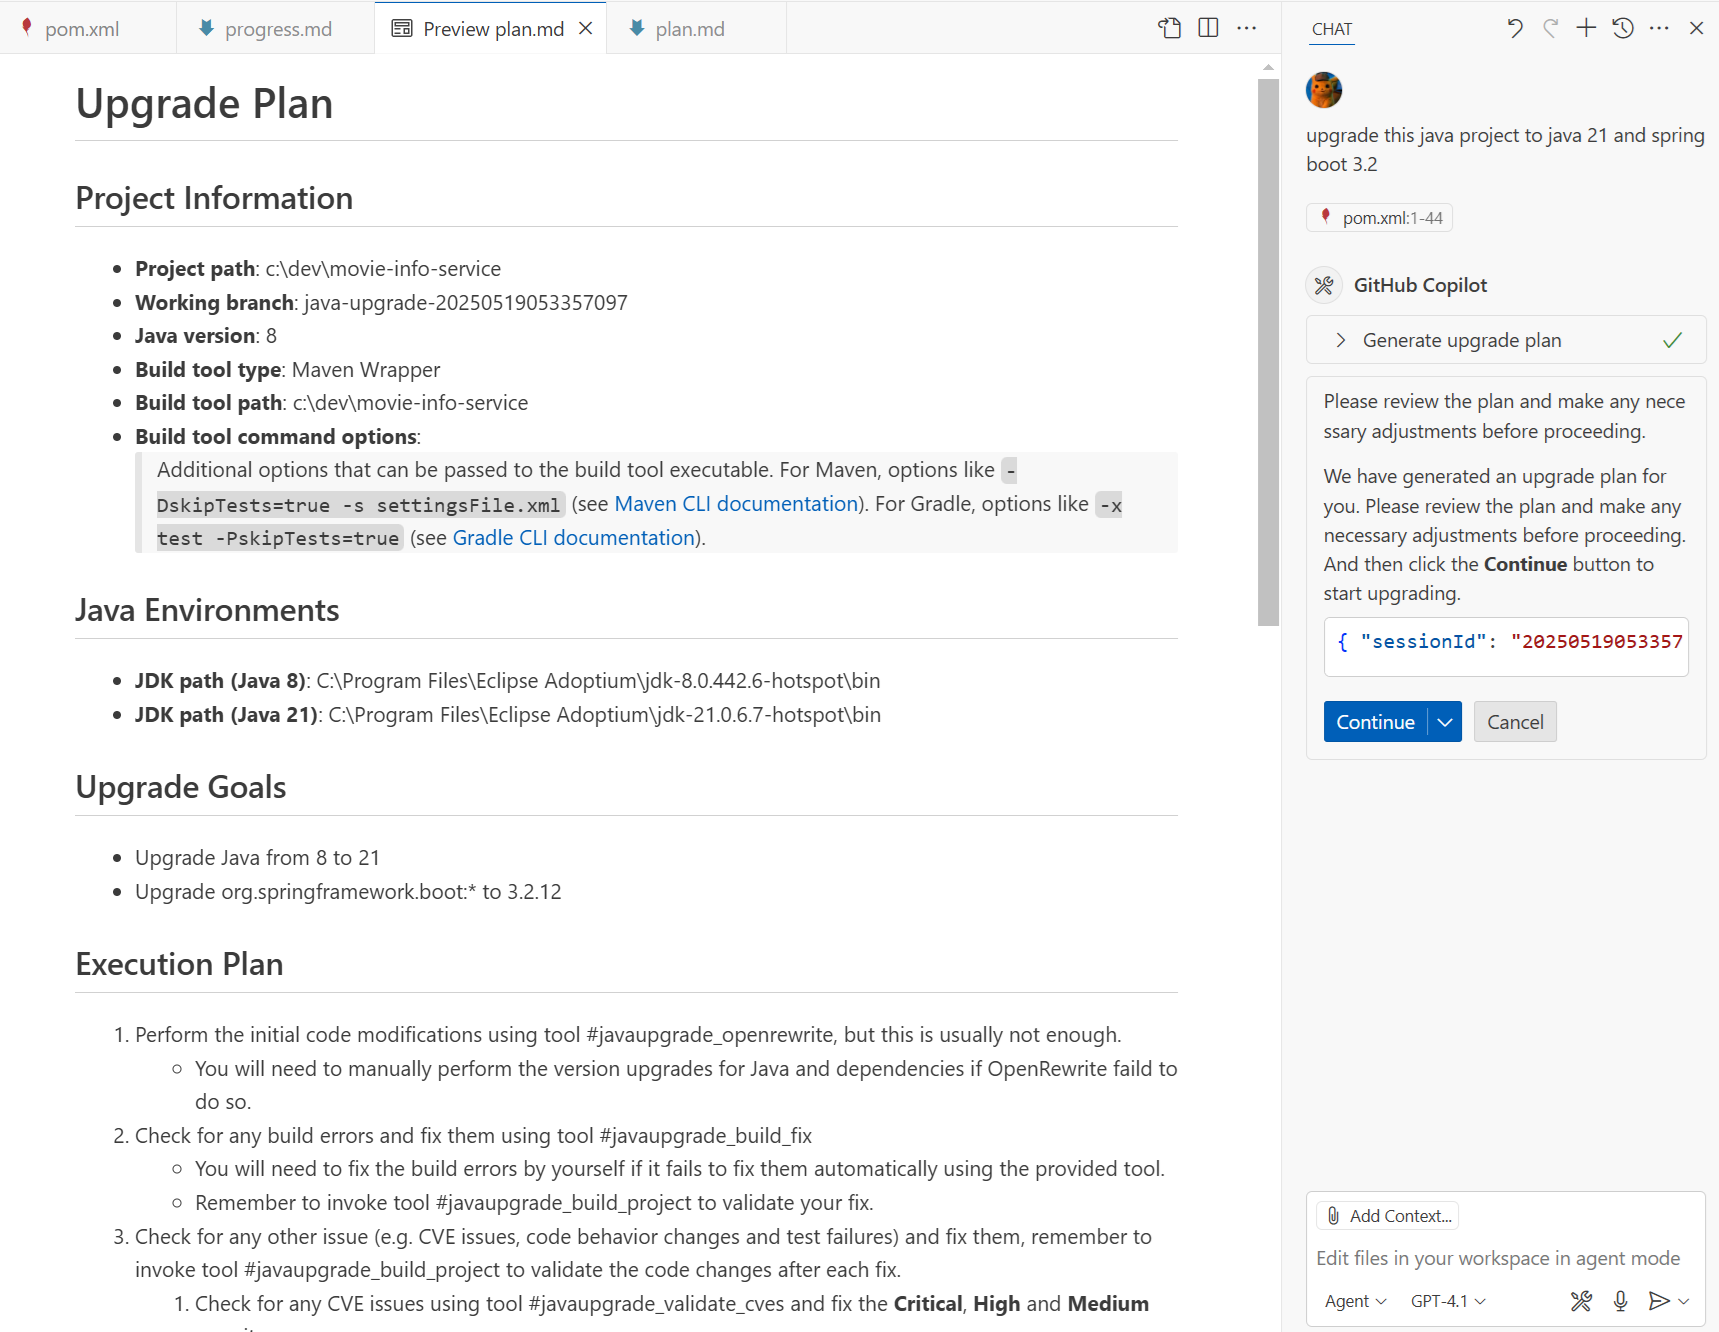 pom.xml
progress.md
Preview plan.md
plan.md
Upgrade Plan
Project Information
Project path: c:\dev\movie-info-service
Working branch: java-upgrade-20250519053357097
Java version: 8
Build tool type: Maven Wrapper
Build tool path: c:\dev\movie-info-service
Build tool command options:
Additional options that can be passed to the build tool executable. For Maven, options like -
DskipTests=true -s settingsFile.xml (see Maven CLI documentation). For Gradle, options like -x
test -PskipTests=true (see Gradle CLI documentation).
Java Environments
JDK path (Java 8): C:\Program Files\Eclipse Adoptium\jdk-8.0.442.6-hotspot\bin
JDK path (Java 21): C:\Program Files\Eclipse Adoptium\jdk-21.0.6.7-hotspot\bin
Upgrade Goals
Upgrade Java from 8 to 21
Upgrade org.springframework.boot:* to 3.2.12
Execution Plan
1. Perform the initial code modifications using tool #javaupgrade_openrewrite, but this is usually not enough.
You will need to manually perform the version upgrades for Java and dependencies if OpenRewrite faild to
do so.
2. Check for any build errors and fix them using tool #javaupgrade_build_fix
You will need to fix the build errors by yourself if it fails to fix them automatically using the provided tool.
Remember to invoke tool #javaupgrade_build_project to validate your fix.
3. Check for any other issue (e.g. CVE issues, code behavior changes and test failures) and fix them, remember to
invoke tool #javaupgrade_build_project to validate the code changes after each fix.
1. Check for any CVE issues using tool #javaupgrade_validate_cves and fix the Critical, High and Medium
CHAT
upgrade this java project to java 21 and spring
boot 3.2
pom.xml:1-44
GitHub Copilot
Generate upgrade plan
Please review the plan and make any nece
ssary adjustments before proceeding.
We have generated an upgrade plan for
you. Please review the plan and make any
necessary adjustments before proceeding.
And then click the Continue button to
start upgrading.
{ "sessionId": "20250519053357
Continue
Cancel
Add Context...
Edit files in your workspace in agent mode
Agent
GPT-4.1